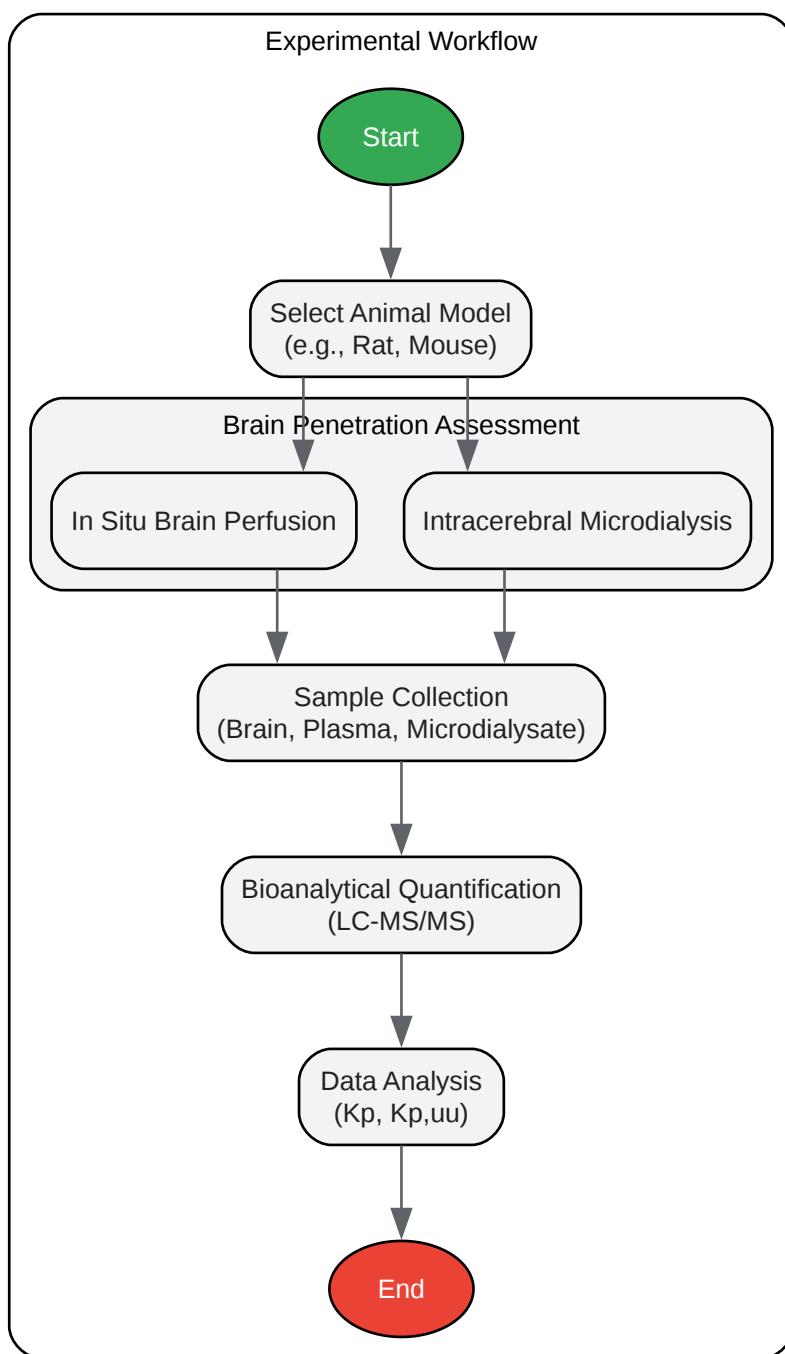 Experimental Workflow
Start
Select Animal Model
(e.g., Rat, Mouse)
Brain Penetration Assessment
In Situ Brain Perfusion
Intracerebral Microdialysis
Sample Collection
(Brain, Plasma, Microdialysate)
Bioanalytical Quantification
(LC-MS/MS)
Data Analysis
(Kp, Kp,uu)
End